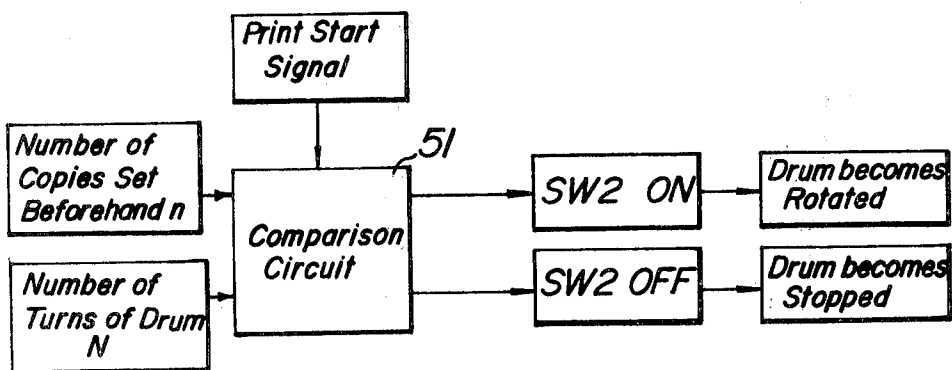 Print Start
Signal
Number of
Copies Set
Beforehand n
51
Comparison
Circuit
SW2 ON
Drum becomes
Rotated
Number of
Turns of Drum
N
SW2 OFF
Drum becomes
Stopped